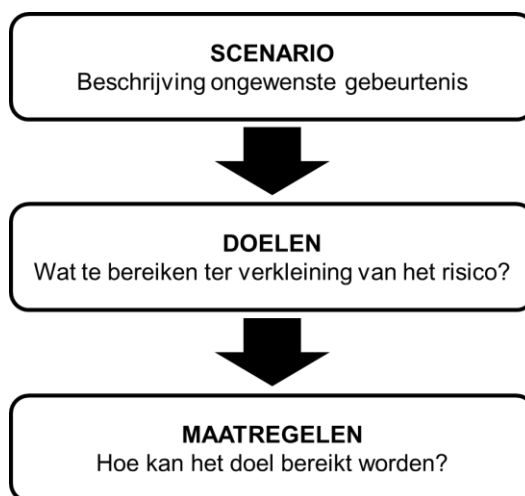 SCENARIO
Beschrijving ongewenste gebeurtenis
DOELEN
Wat te bereiken ter verkleining van het risico?
MAATREGELEN
Hoe kan het doel bereikt worden?